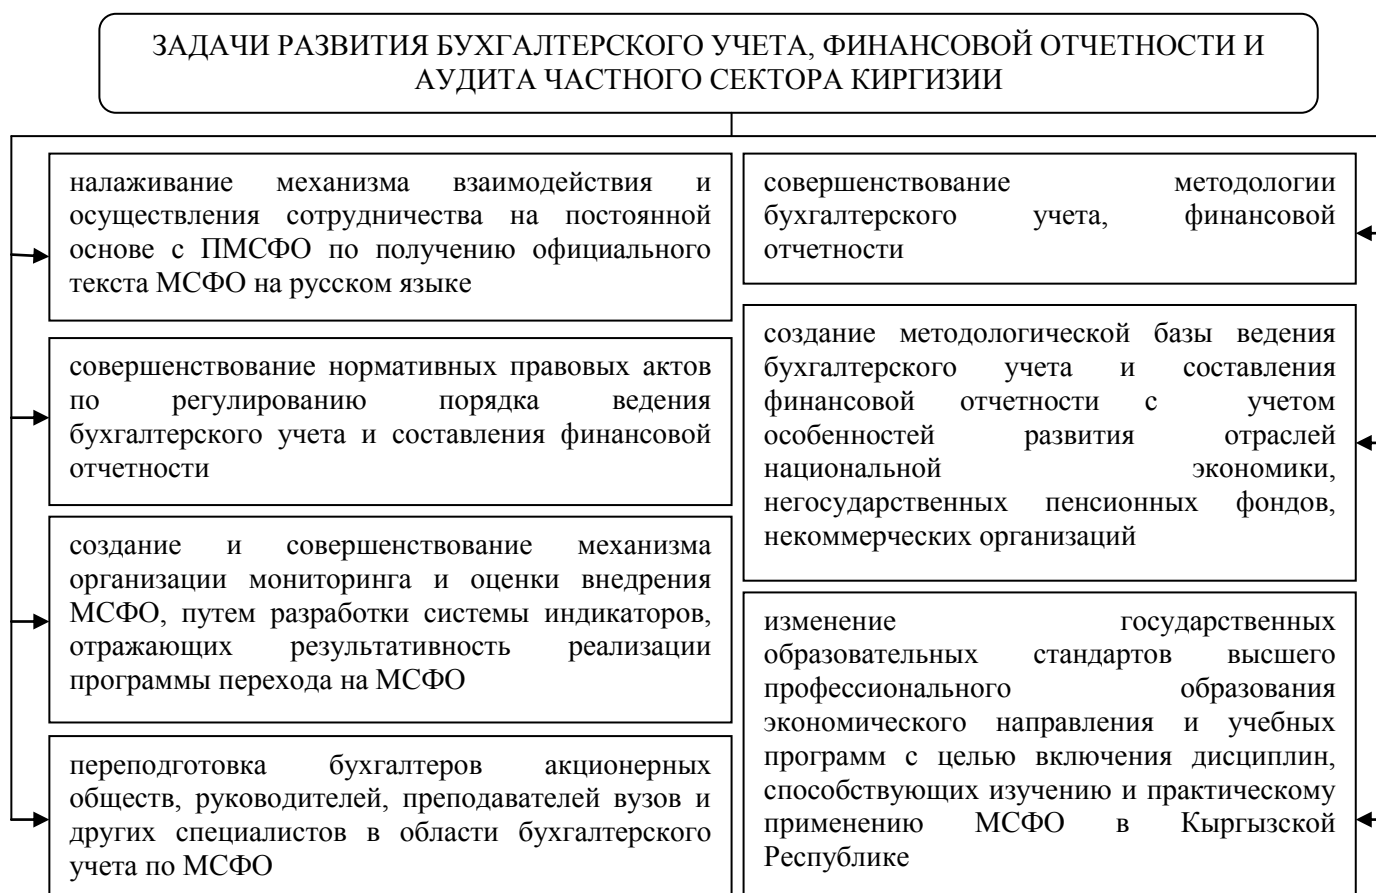 ЗАДАЧИ РАЗВИТИЯ БУХГАЛТЕРСКОГО УЧЕТА, ФИНАНСОВОЙ ОТЧЕТНОСТИ И
АУДИТА ЧАСТНОГО СЕКТОРА КИРГИЗИИ
налаживание механизма взаимодействия и
осуществления сотрудничества на постоянной
основе с ПМСФО по получению официального
текста МСФО на русском языке
совершенствование нормативных правовых актов
по регулированию порядка ведения
бухгалтерского учета и составления финансовой
отчетности
создание и совершенствование механизма
организации мониторинга и оценки внедрения
МСФО, путем разработки системы индикаторов,
отражающих результативность реализации
программы перехода на МСФО
переподготовка бухгалтеров акционерных
обществ, руководителей, преподавателей вузов и
других специалистов в области бухгалтерского
учета по МСФО
совершенствование методологии
бухгалтерского учета, финансовой
отчетности
создание методологической базы ведения
бухгалтерского учета и составления
финансовой отчетности с учетом
особенностей развития отраслей
национальной экономики,
негосударственных пенсионных фондов,
некоммерческих организаций
изменение государственных
образовательных стандартов высшего
профессионального образования
экономического направления и учебных
программ с целью включения дисциплин,
способствующих изучению и практическому
применению МСФО в Кыргызской
Республике